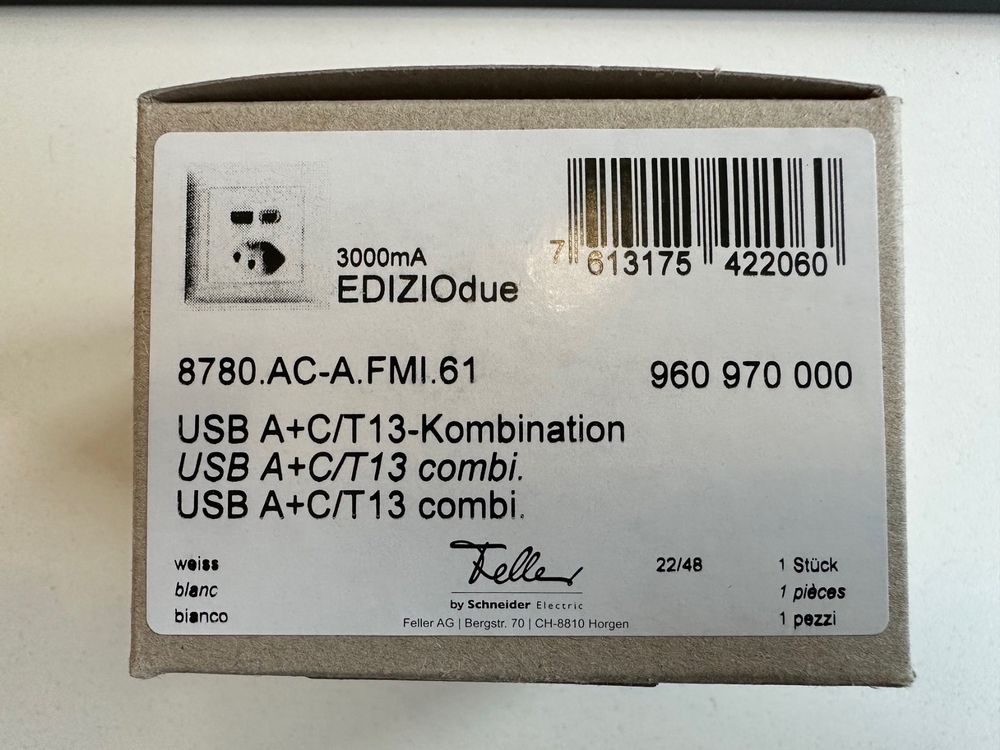 3000mA
EDIZIOdue
7 613175 422060
8780.AC-A.FMI.61
960 970 000
USB A+C/T13-Kombination
USB A+C/T13 combi.
USB A+C/T13 combi.
weiss
blanc
bianco
Feller
by Schneider Electric
Feller AG | Bergstr. 70 | CH-8810 Horgen
22/48
1 Stück
1 pièces
1 pezzi